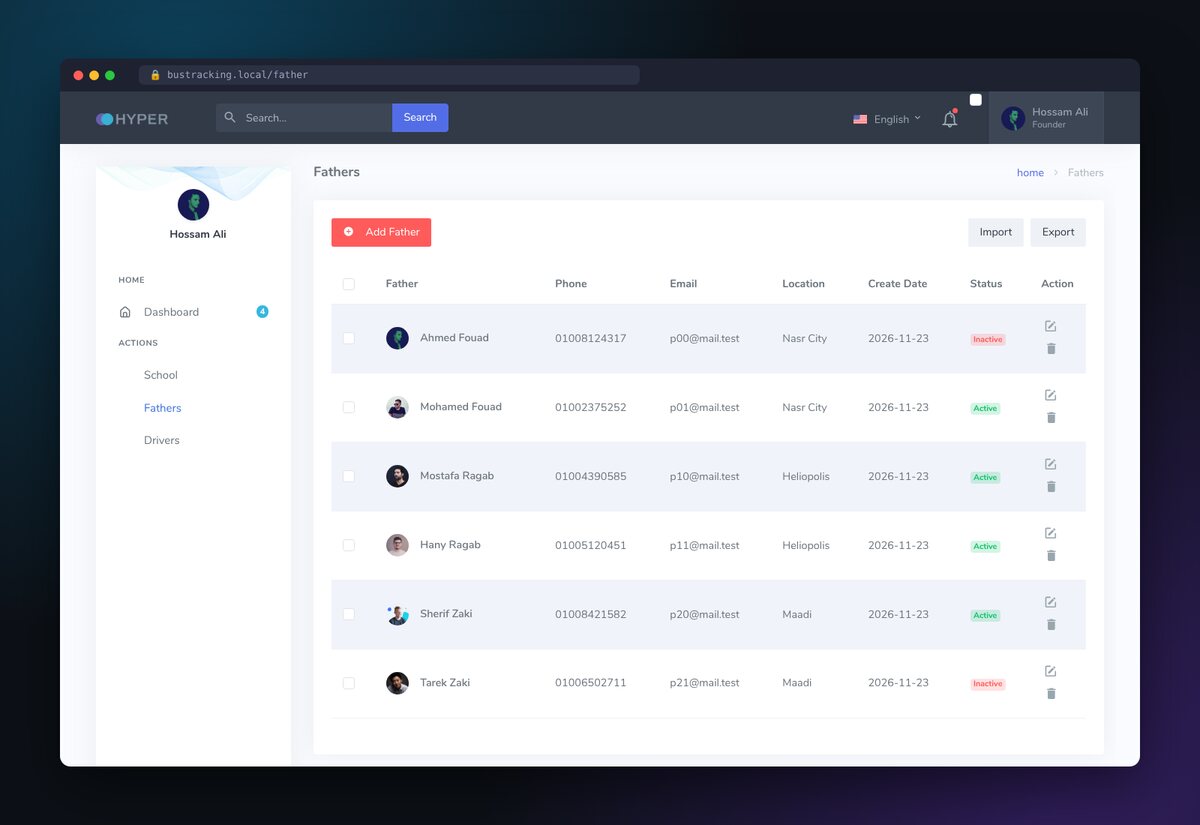 bustracking.local/father
HYPER
Search...
Search
English
Hossam Ali
Founder
Hossam Ali
HOME
Dashboard
4
ACTIONS
School
Fathers
Drivers
Fathers
home > Fathers
Add Father
Import
Export
Father Phone Email Location Create Date Status Action
Ahmed Fouad 01008124317 p00@mail.test Nasr City 2026-11-23 Inactive
Mohamed Fouad 01002375252 p01@mail.test Nasr City 2026-11-23 Active
Mostafa Ragab 01004390585 p10@mail.test Heliopolis 2026-11-23 Active
Hany Ragab 01005120451 p11@mail.test Heliopolis 2026-11-23 Active
Sherif Zaki 01008421582 p20@mail.test Maadi 2026-11-23 Active
Tarek Zaki 01006502711 p21@mail.test Maadi 2026-11-23 Inactive